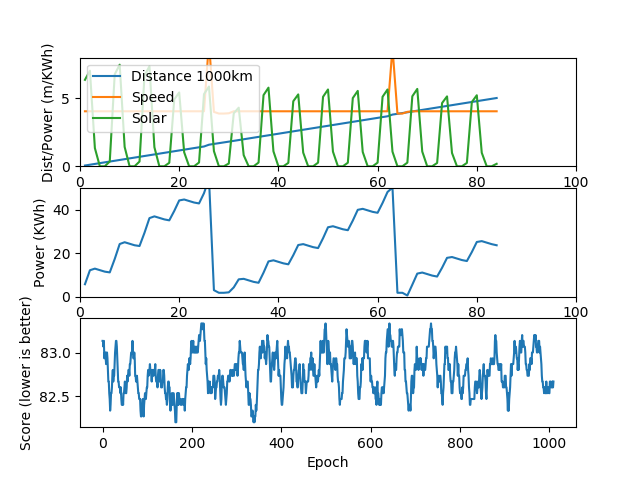 Dist/Power (m/KWh)
5
0
Distance 1000km
Speed
Solar
0 20 40 60 80 100
Power (KWh)
40
20
0
0 20 40 60 80 100
Score (lower is better)
83.0
82.5
0 200 400 600 800 1000
Epoch